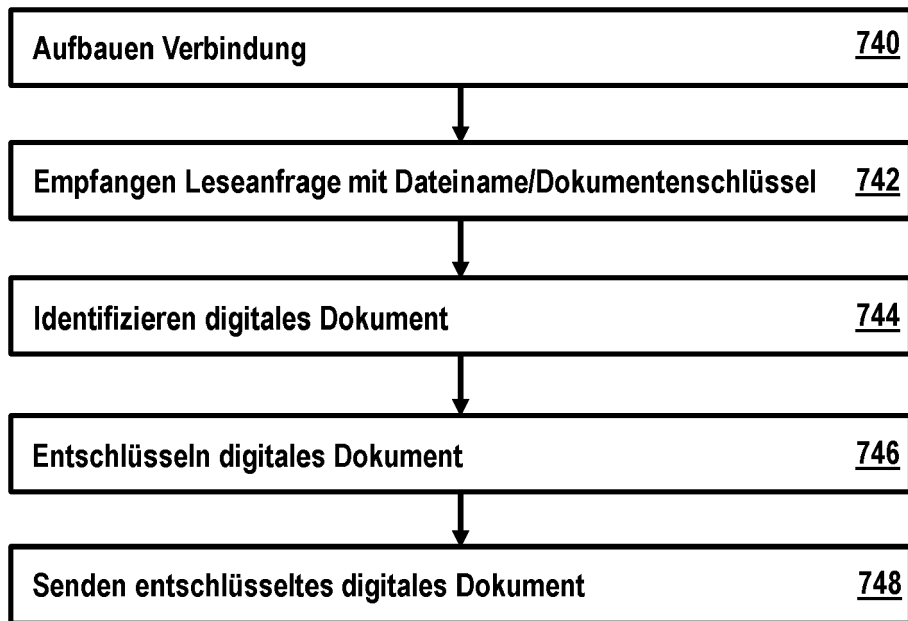 Aufbauen Verbindung 740
Empfangen Leseanfrage mit Dateiname/Dokumentenschlüssel 742
Identifizieren digitales Dokument 744
Entschlüsseln digitales Dokument 746
Senden entschlüsseltes digitales Dokument 748